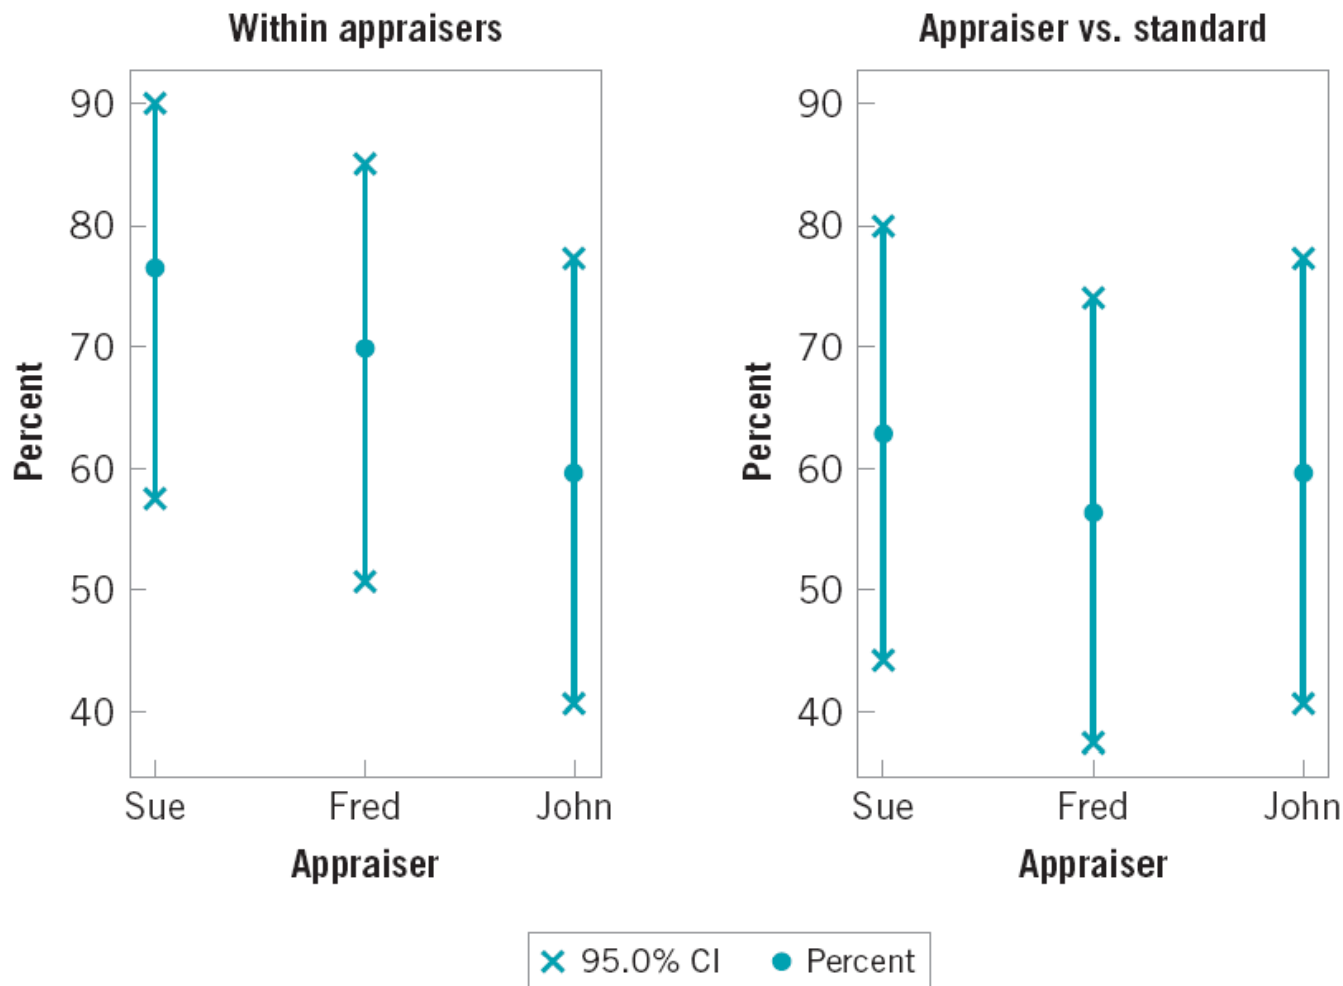 Within appraisers
90
80
70
60
50
40
Percent
Sue Fred John
Appraiser
Appraiser vs. standard
90
80
70
60
50
40
Percent
Sue Fred John
Appraiser
95.0% CI Percent